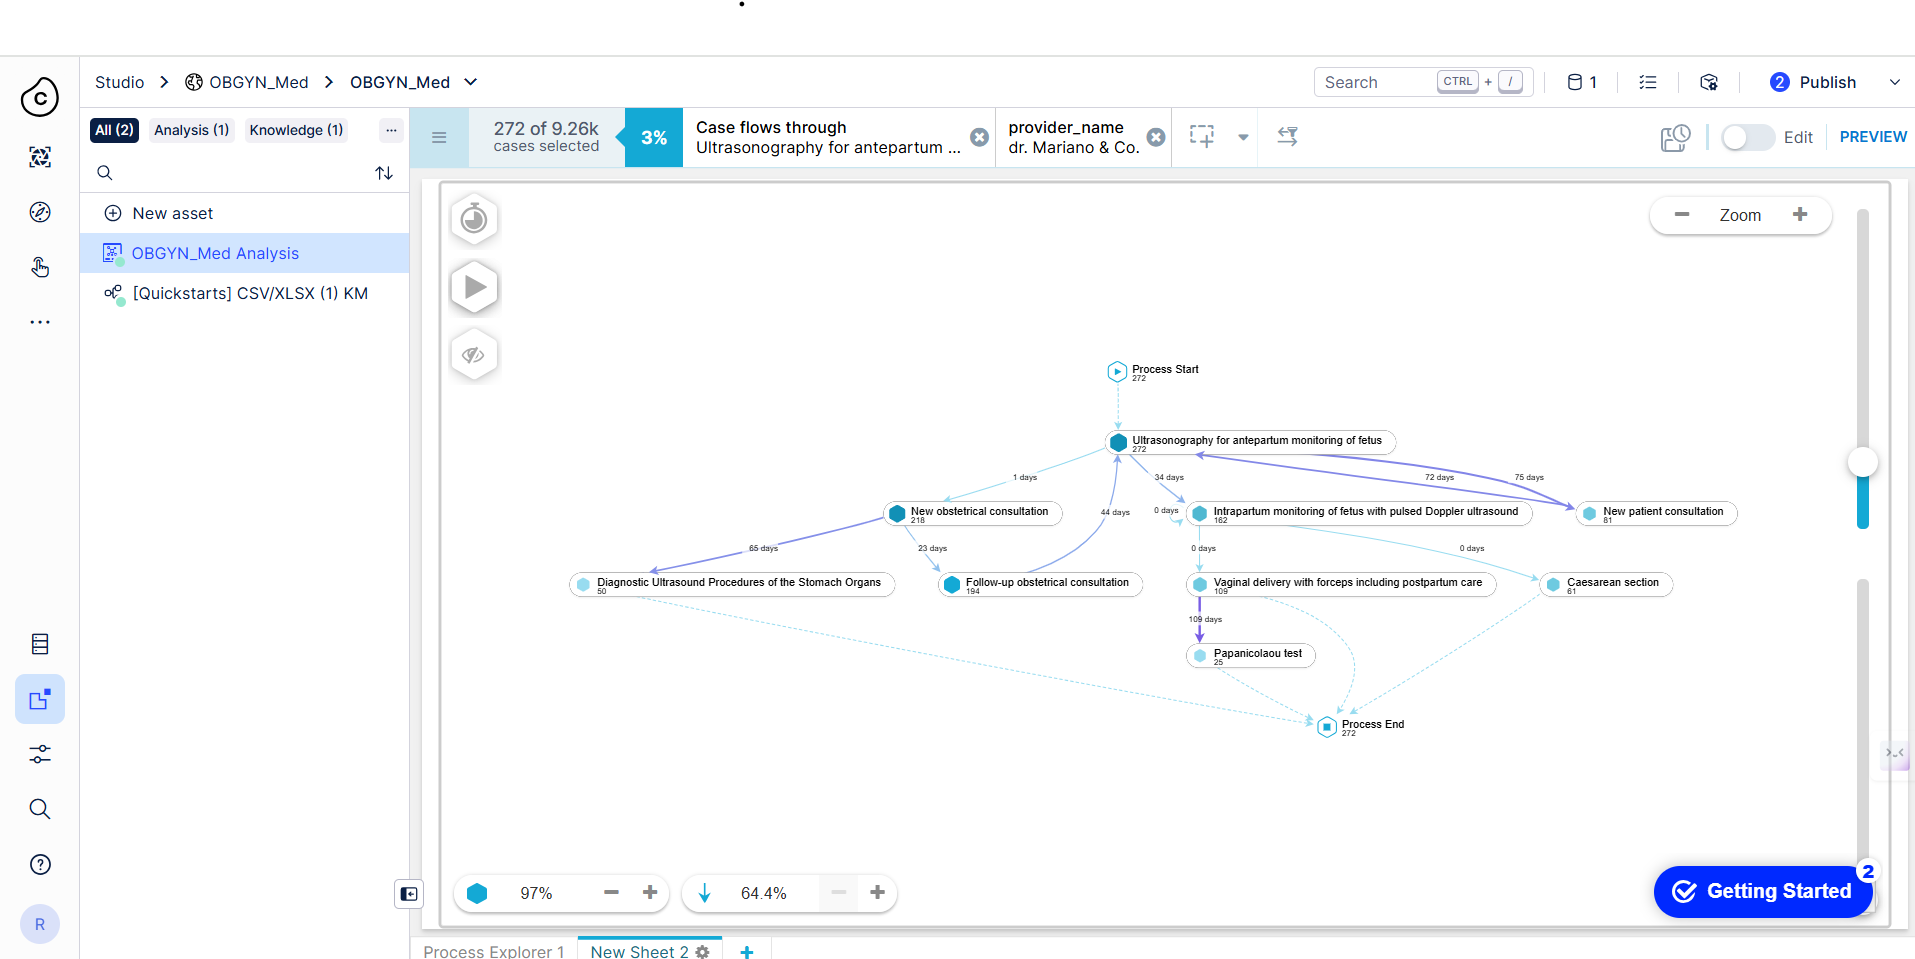 Studio
OBGYN_Med
OBGYN_Med
Search
CTRL + /
1
2
Publish
C
All (2)
Analysis (1)
Knowledge (1)
...
272 of 9.26k
cases selected
3%
Case flows through
Ultrasonography for antepartum ...
provider_name
dr. Mariano & Co.
Edit
PREVIEW
New asset
OBGYN_Med Analysis
[Quickstarts] CSV/XLSX (1) KM
Zoom
Process Start
272
Ultrasonography for antepartum monitoring of fetus
272
1 days
34 days
72 days
75 days
New obstetrical consultation
218
44 days
0 days
Intrapartum monitoring of fetus with pulsed Doppler ultrasound
162
New patient consultation
81
65 days
23 days
0 days
0 days
Diagnostic Ultrasound Procedures of the Stomach Organs
50
Follow-up obstetrical consultation
194
Vaginal delivery with forceps including postpartum care
109
Caesarean section
61
109 days
Papanicolaou test
25
Process End
272
97%
64.4%
Getting Started
2
R
Process Explorer 1
New Sheet 2